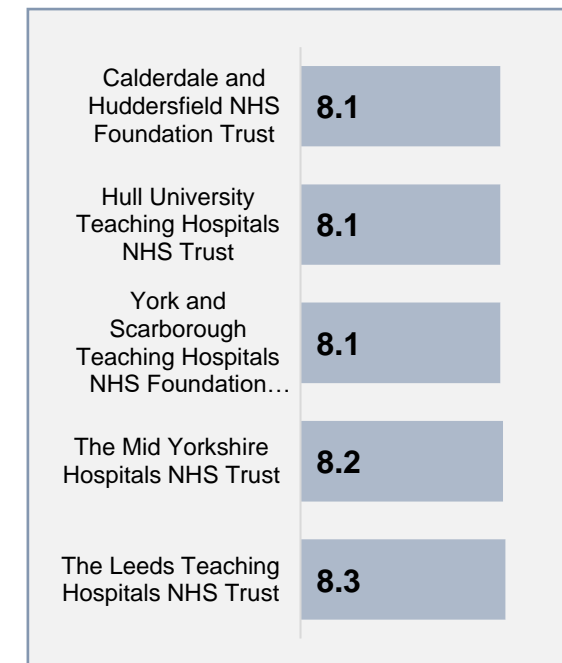 Calderdale and
Huddersfield NHS
Foundation Trust
8.1
Hull University
Teaching Hospitals
NHS Trust
8.1
York and
Scarborough
Teaching Hospitals
NHS Foundation…
8.1
The Mid Yorkshire
Hospitals NHS Trust
8.2
The Leeds Teaching
Hospitals NHS Trust
8.3